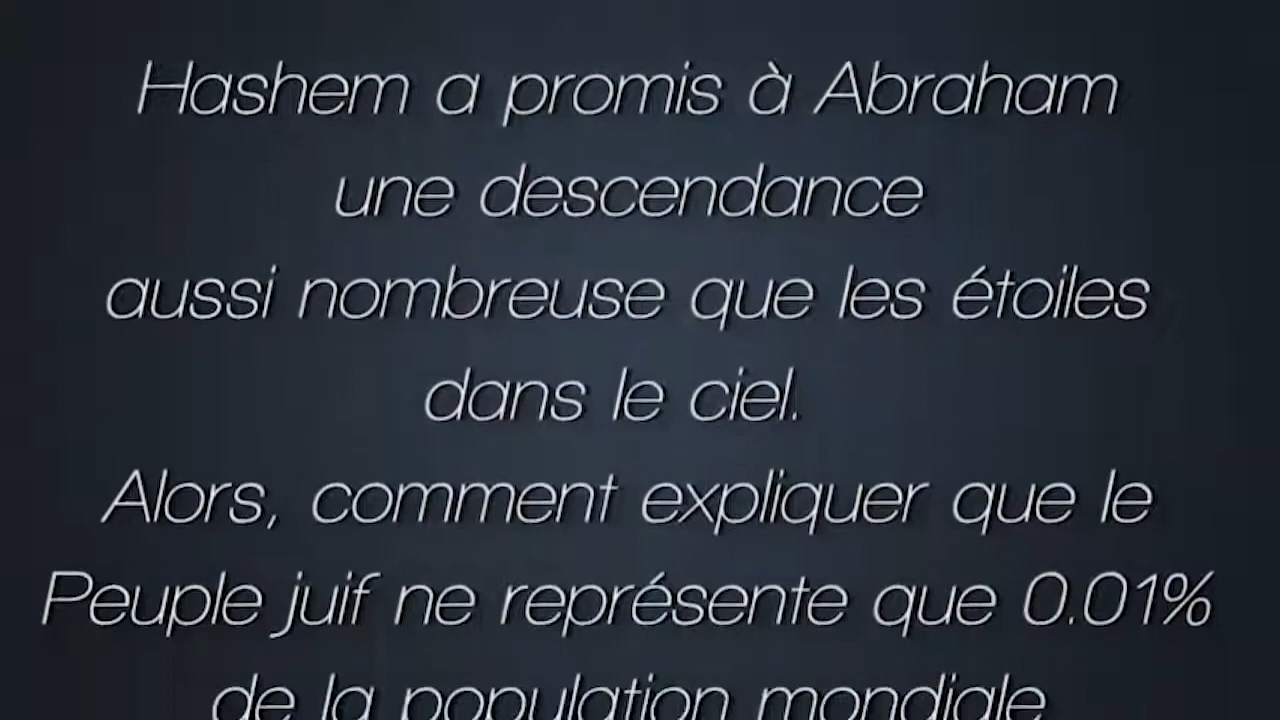 Hashem a promis à Abraham
une descendance
aussi nombreuse que les étoiles
dans le ciel.
Alors, comment expliquer que le
Peuple juif ne représente que 0.01%
de la population mondiale